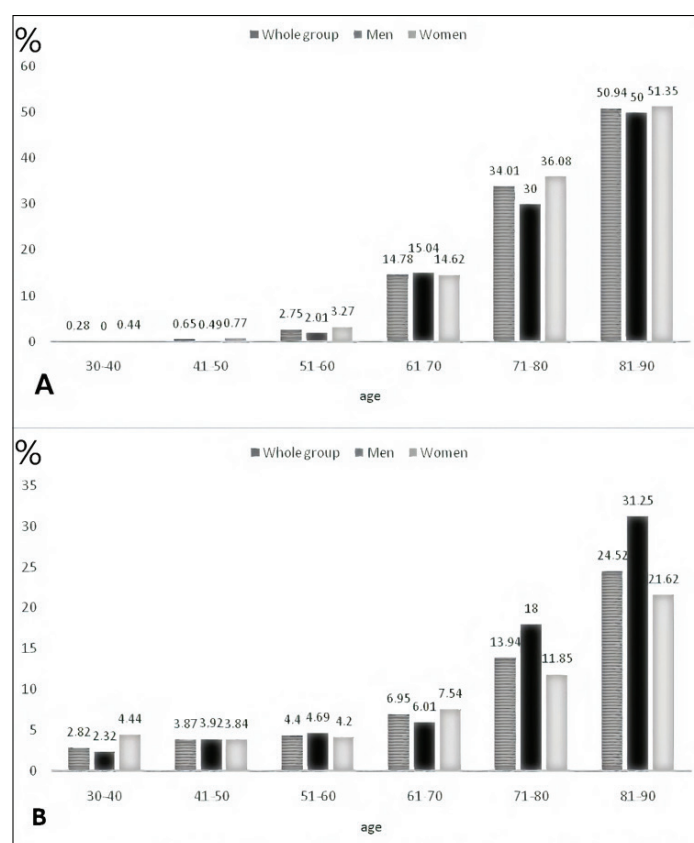 %
Whole group Men Women
60
50
40
30
20
10
0
50.94 50 51.35
34.01 30 36.08
14.78 15.04 14.62
2.75 2.01 3.27
0.65 0.49 0.77
0.28 0 0.44
30-40 41-50 51-60 61-70 71-80 81-90
A
age
%
Whole group Men Women
35
30
25
20
15
10
5
0
31.25
24.52 21.62
18
13.94 11.85
6.95 6.01 7.54
4.4 4.69 4.2
3.87 3.92 3.84
2.82 2.32 4.44
30-40 41-50 51-60 61-70 71-80 81-90
B
age